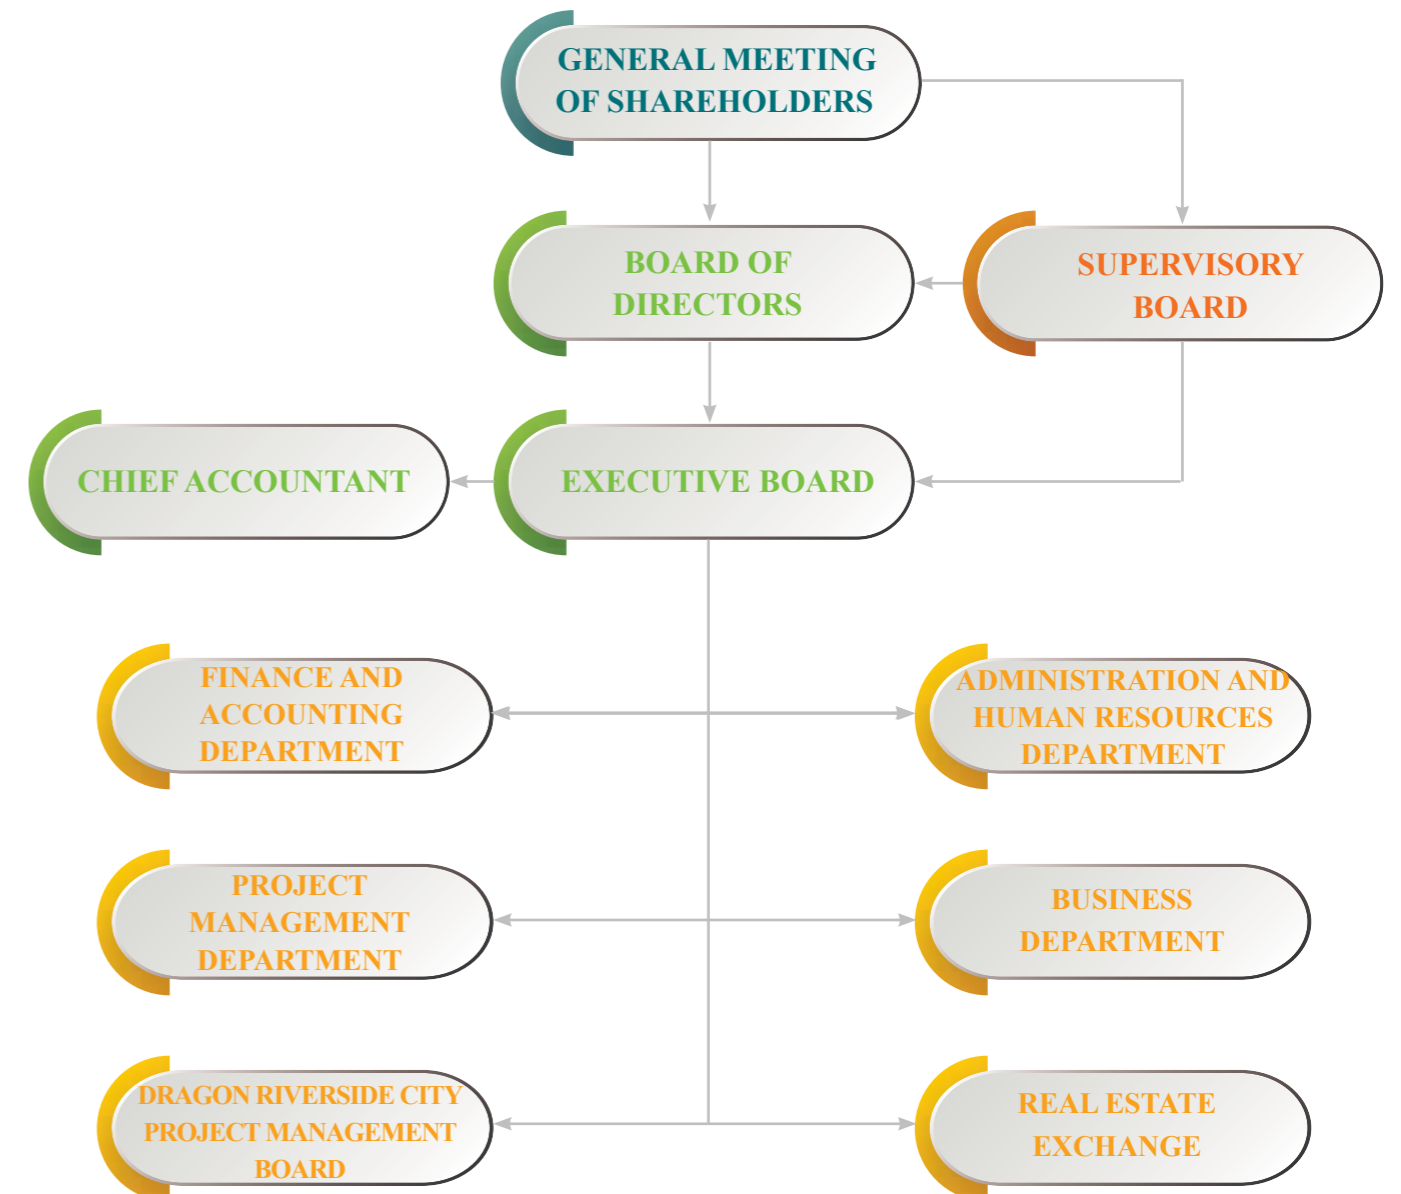 GENERAL MEETING
OF SHAREHOLDERS
BOARD OF
DIRECTORS
SUPERVISORY
BOARD
CHIEF ACCOUNTANT
EXECUTIVE BOARD
FINANCE AND
ACCOUNTING
DEPARTMENT
ADMINISTRATION AND
HUMAN RESOURCES
DEPARTMENT
PROJECT
MANAGEMENT
DEPARTMENT
BUSINESS
DEPARTMENT
DRAGON RIVERSIDE CITY
PROJECT MANAGEMENT
BOARD
REAL ESTATE
EXCHANGE